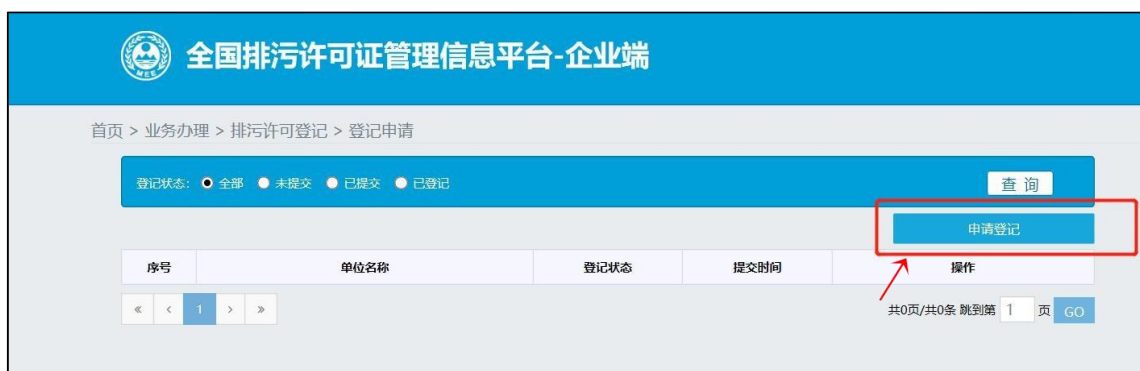 MEE
全国排污许可证管理信息平台-企业端
首页 > 业务办理 > 排污许可登记 > 登记申请
登记状态: 全部 未提交 已提交 已登记 查 询
申请登记
序号 单位名称 登记状态 提交时间 操作
« < 1 > » 共0页/共0条 跳到第 1 页 GO